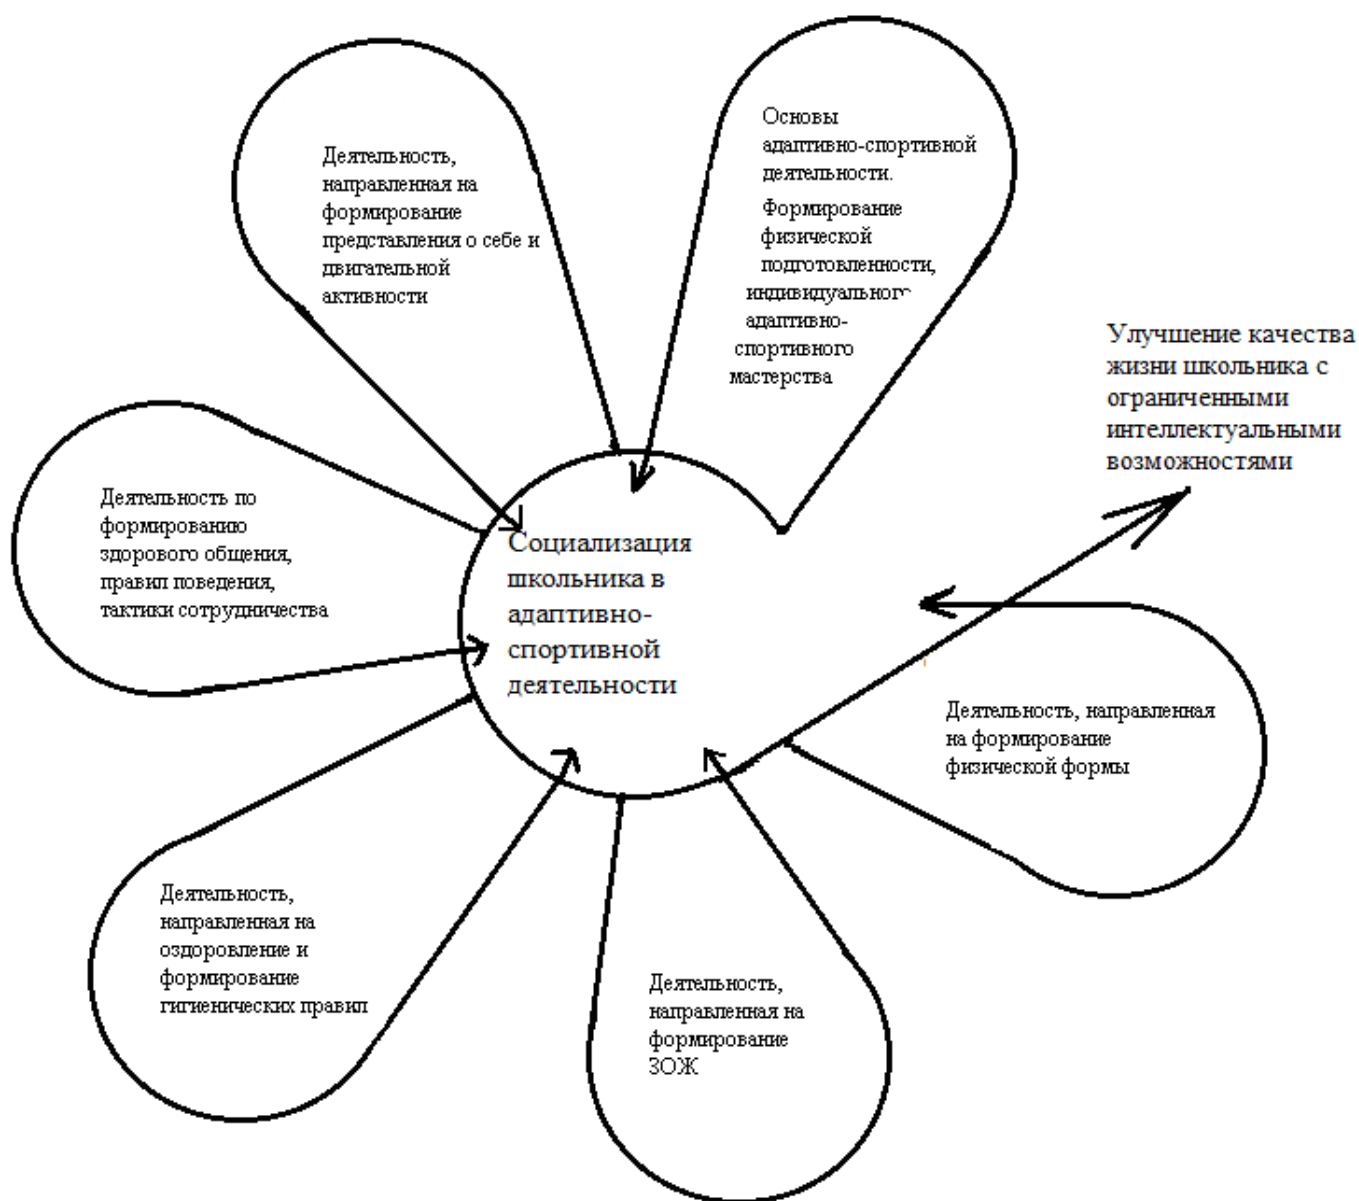 Деятельность,
направленная на
формирование
представления о себе и
двигательной
активности
Основы
адаптивно-спортивной
деятельности.
Формирование
физической
подготовленности,
индивидуального
адаптивно-
спортивного
мастерства
Улучшение качества
жизни школьника с
ограниченными
интеллектуальными
возможностями
Деятельность по
формированию
здорового общения,
правил поведения,
тактики сотрудничества
Социализация
школьника в
адаптивно-
спортивной
деятельности
Деятельность, направленная
на формирование
физической формы
Деятельность,
направленная на
оздоровление и
формирование
гигиенических правил
Деятельность,
направленная на
формирование
ЗОЖ